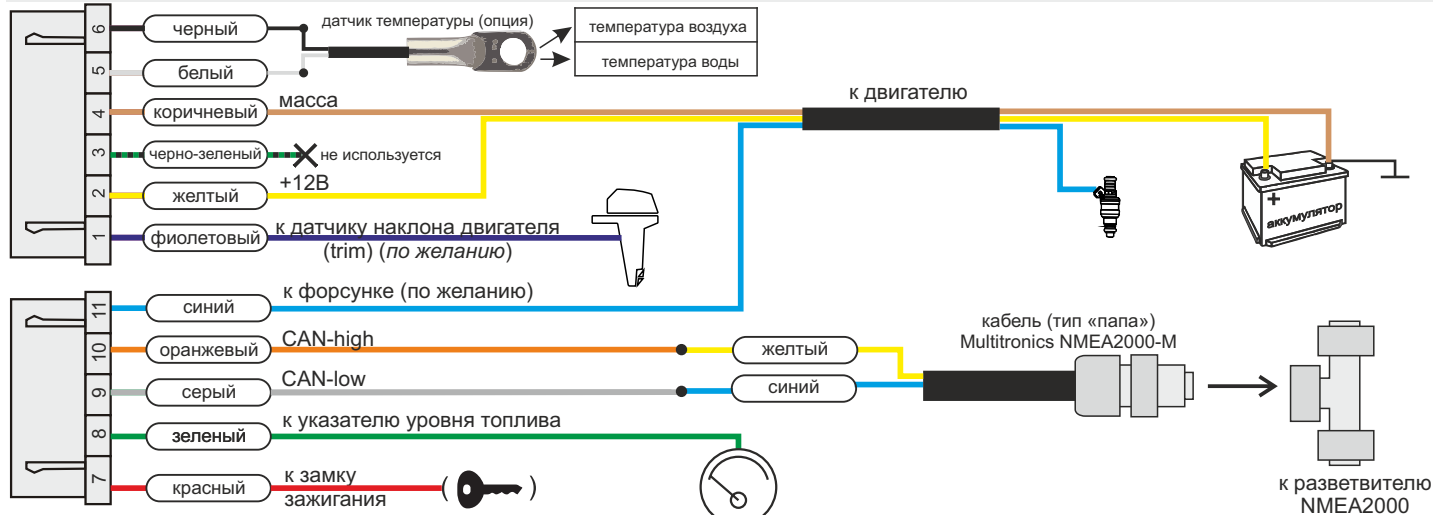 6
черный
датчик температуры (опция)
температура воздуха
температура воды
5
белый
4
коричневый
масса
к двигателю
3
черно-зеленый
не используется
2
желтый
+12В
1
фиолетовый
к датчику наклона двигателя
(trim) (по желанию)
+
аккумулятор
11
синий
к форсунке (по желанию)
10
оранжевый
CAN-high
желтый
кабель (тип «папа»)
Multitronics NMEA2000-M
9
серый
CAN-low
синий
8
зеленый
к указателю уровня топлива
7
красный
к замку
зажигания
( )
к разветвителю
NMEA2000